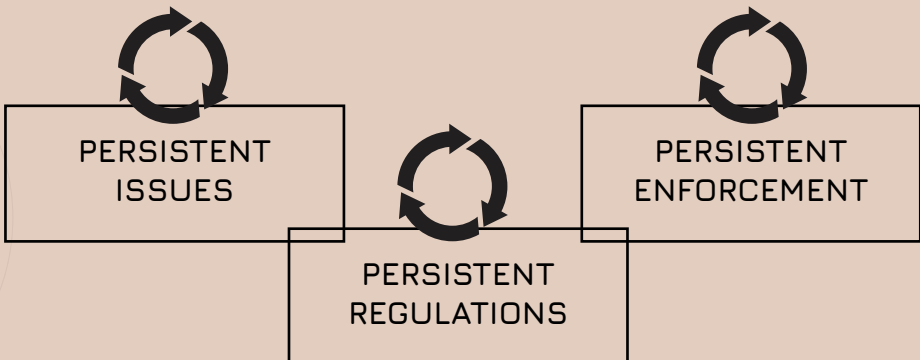 PERSISTENT
ISSUES
PERSISTENT
REGULATIONS
PERSISTENT
ENFORCEMENT